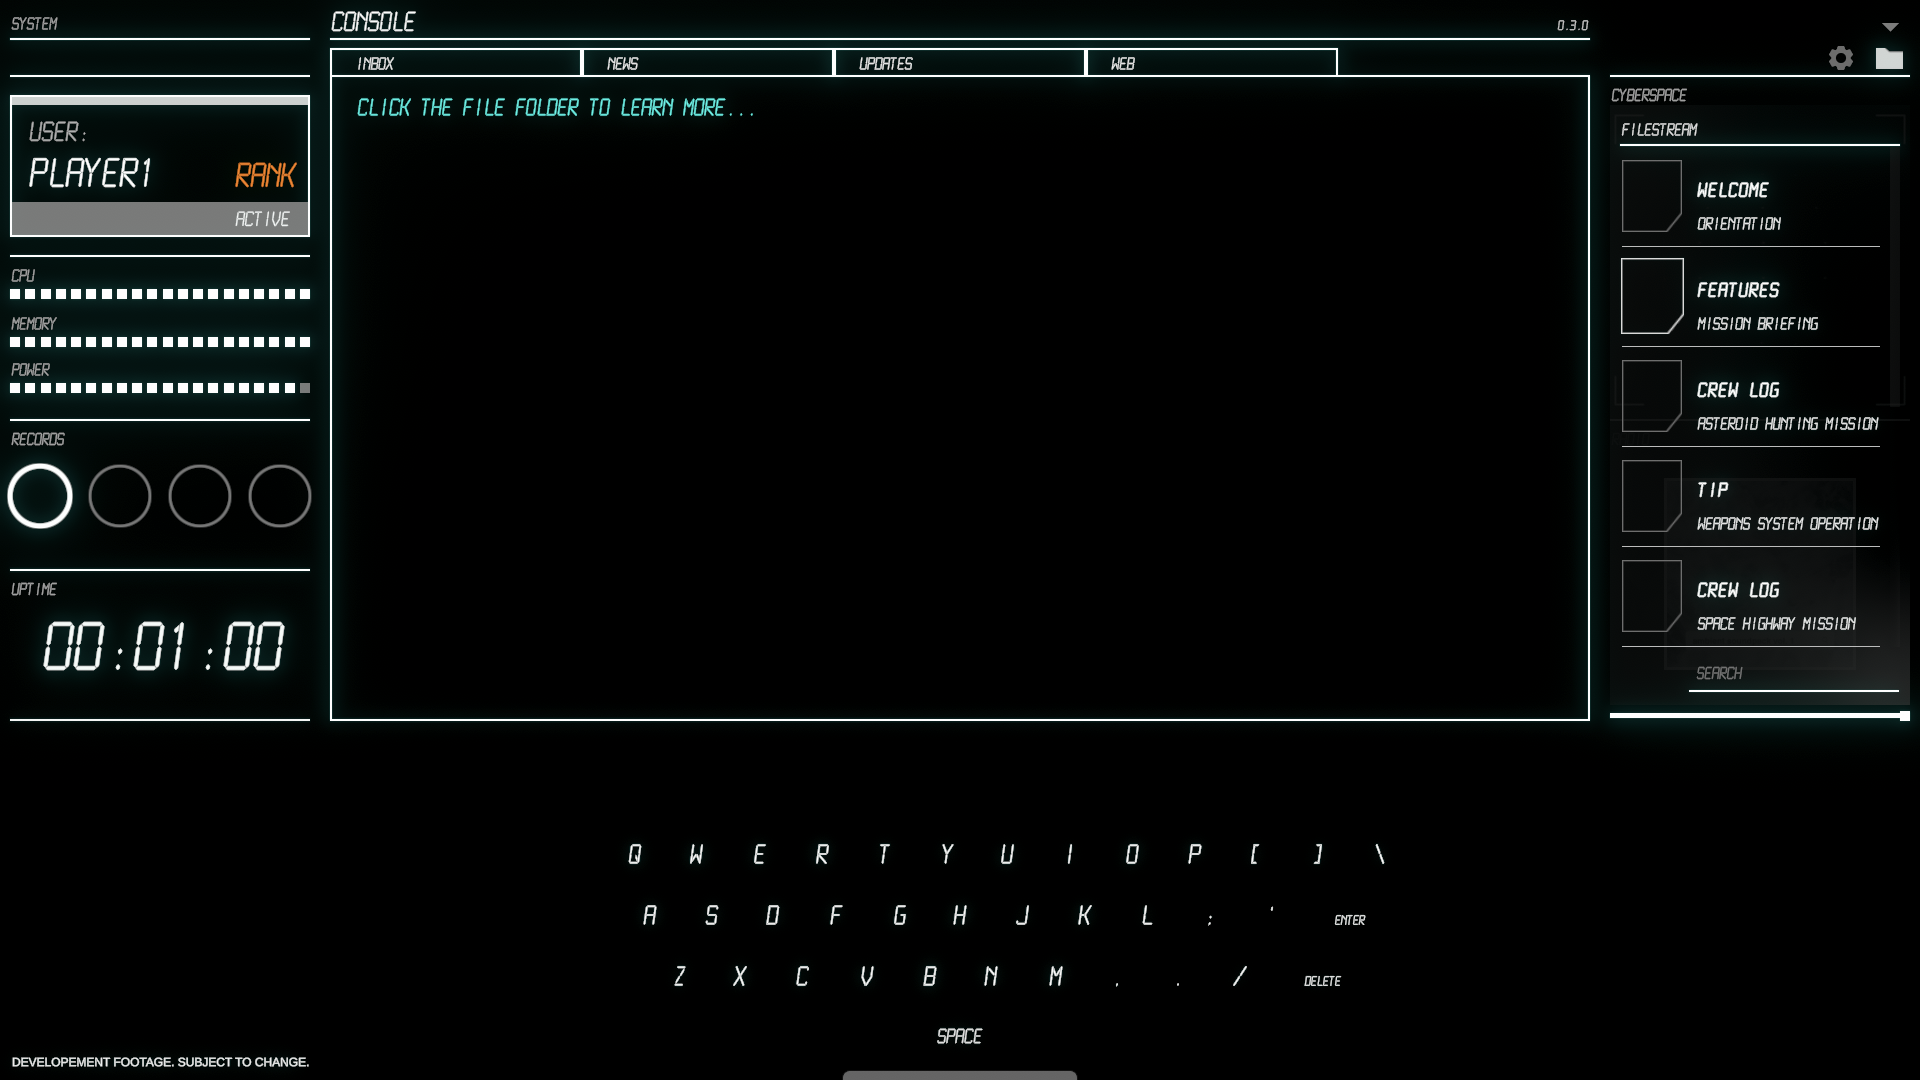 SYSTEM
CONSOLE
0.3.0
INBOX
NEWS
UPDATES
WEB
CLICK THE FILE FOLDER TO LEARN MORE...
USER:
PLAYER1
RANK
ACTIVE
CPU
MEMORY
POWER
RECORDS
UPTIME
00:01:00
CYBERSPACE
FILESTREAM
WELCOME
ORIENTATION
FEATURES
MISSION BRIEFING
CREW LOG
ASTEROID HUNTING MISSION
TIP
WEAPONS SYSTEM OPERATION
CREW LOG
SPACE HIGHWAY MISSION
SEARCH
Q W E R T Y U I O P [ ] \
A S D F G H J K L ; ' ENTER
Z X C V B N M , . / DELETE
SPACE
DEVELOPEMENT FOOTAGE. SUBJECT TO CHANGE.